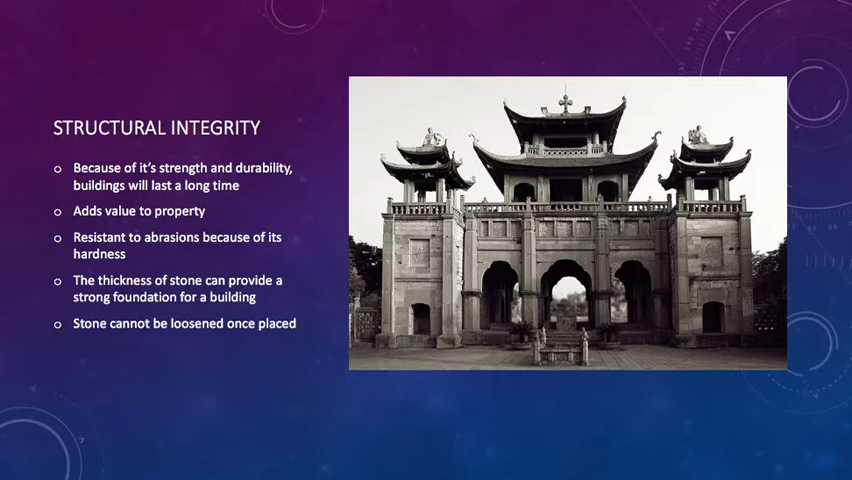 STRUCTURAL INTEGRITY
o Because of it's strength and durability,
buildings will last a long time
o Adds value to property
o Resistant to abrasions because of its
hardness
o The thickness of stone can provide a
strong foundation for a building
o Stone cannot be loosened once placed